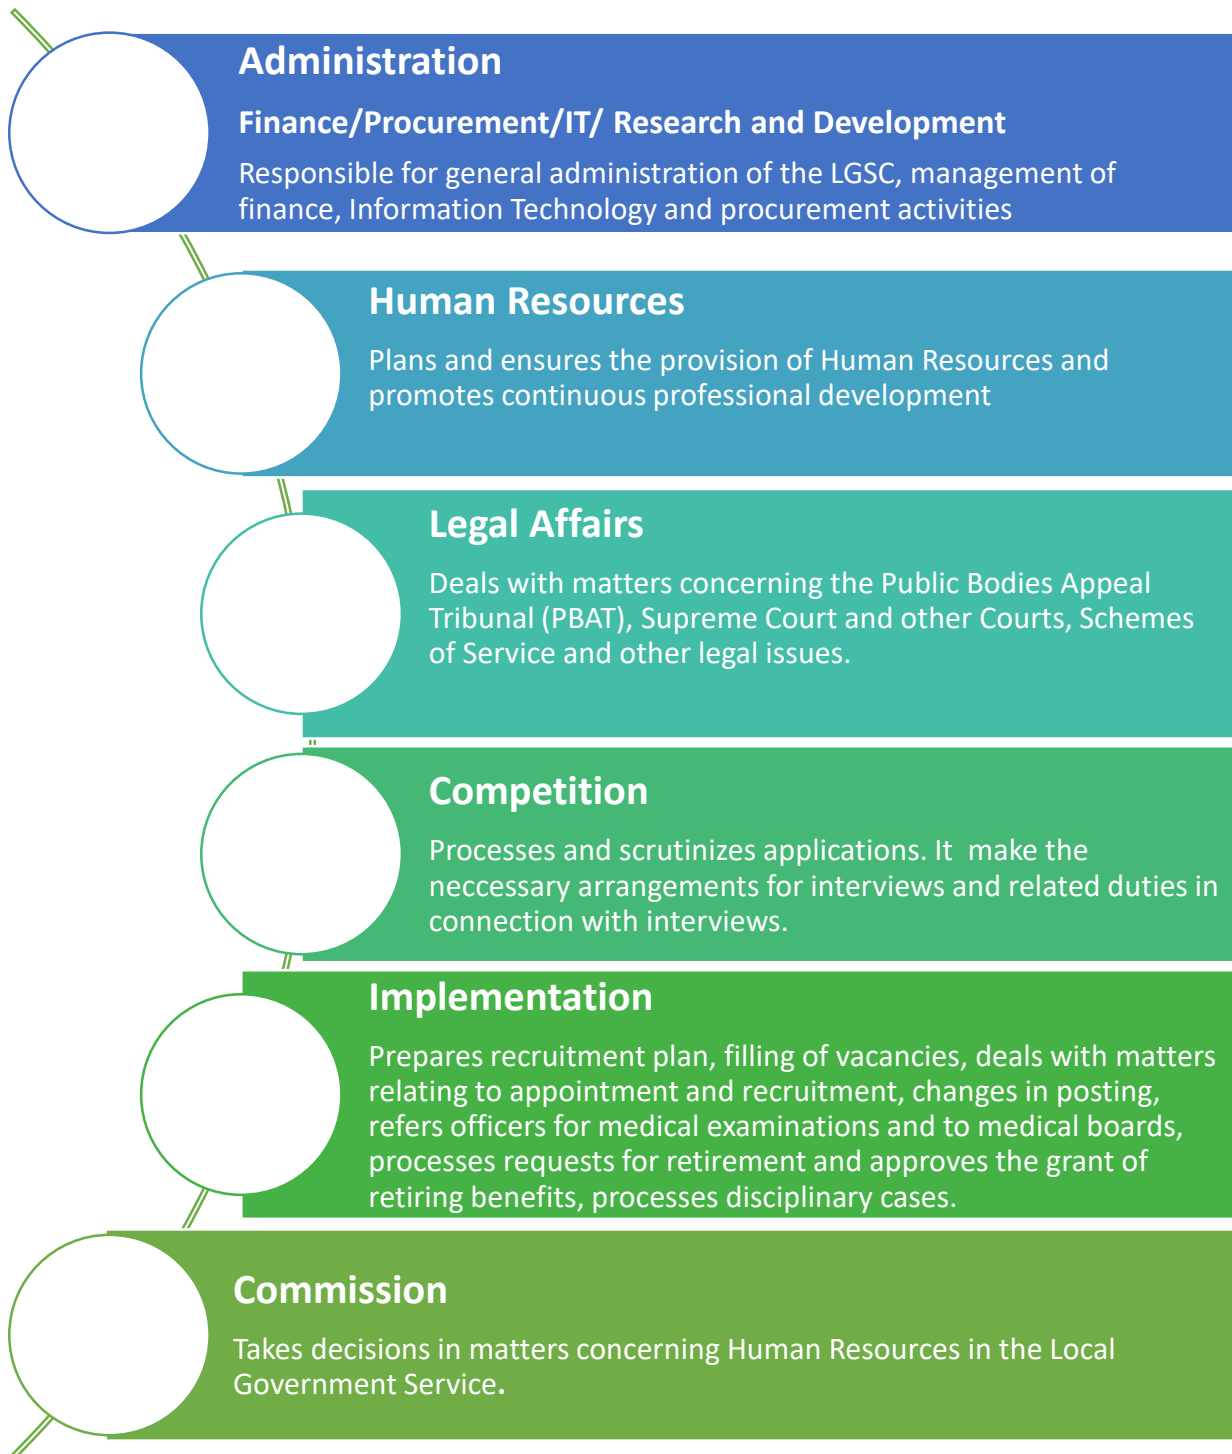 Administration
Finance/Procurement/IT/ Research and Development
Responsible for general administration of the LGSC, management of
finance, Information Technology and procurement activities
Human Resources
Plans and ensures the provision of Human Resources and
promotes continuous professional development
Legal Affairs
Deals with matters concerning the Public Bodies Appeal
Tribunal (PBAT), Supreme Court and other Courts, Schemes
of Service and other legal issues.
Competition
Processes and scrutinizes applications. It  make the
neccessary arrangements for interviews and related duties in
connection with interviews.
Implementation
Prepares recruitment plan, filling of vacancies, deals with matters
relating to appointment and recruitment, changes in posting,
refers officers for medical examinations and to medical boards,
processes requests for retirement and approves the grant of
retiring benefits, processes disciplinary cases.
Commission
Takes decisions in matters concerning Human Resources in the Local
Government Service.